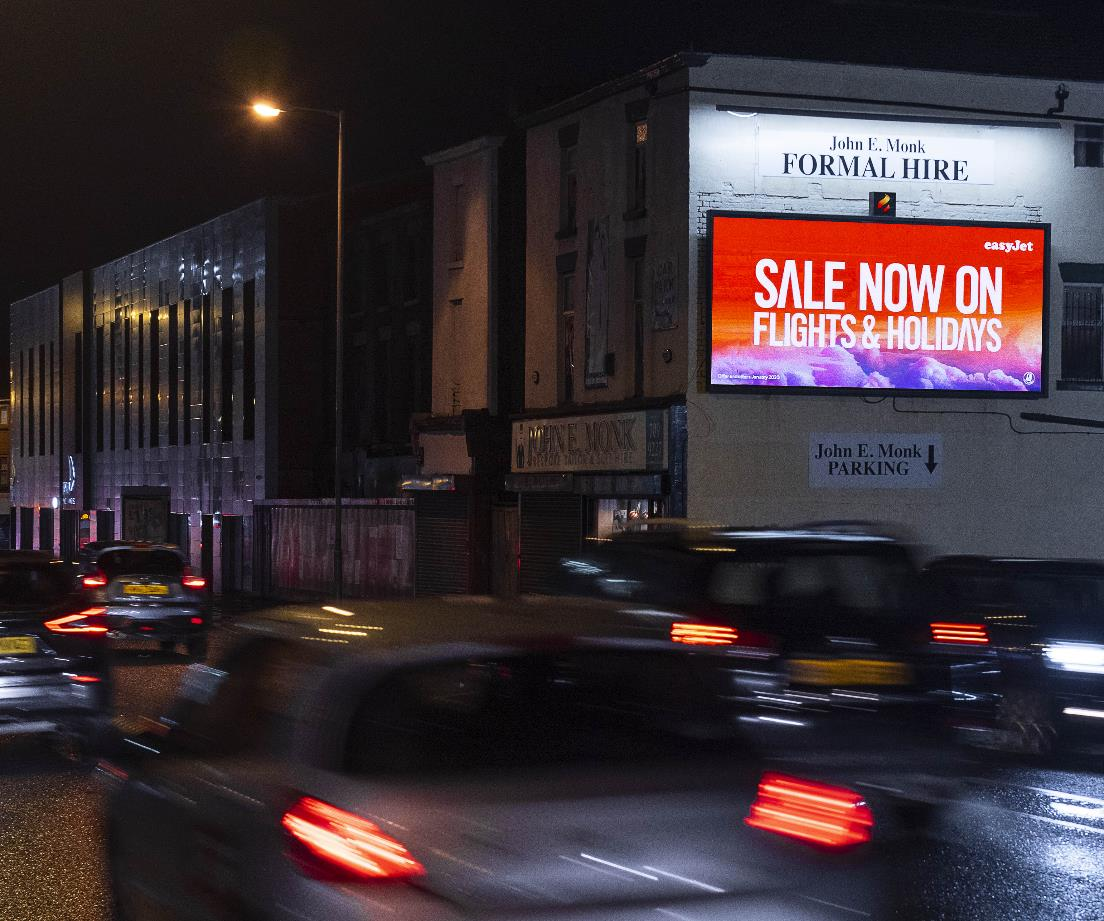 John E. Monk
FORMAL HIRE
easyJet
SALE NOW ON
FLIGHTS & HOLIDAYS
JOHN E. MONK
John E. Monk
PARKING